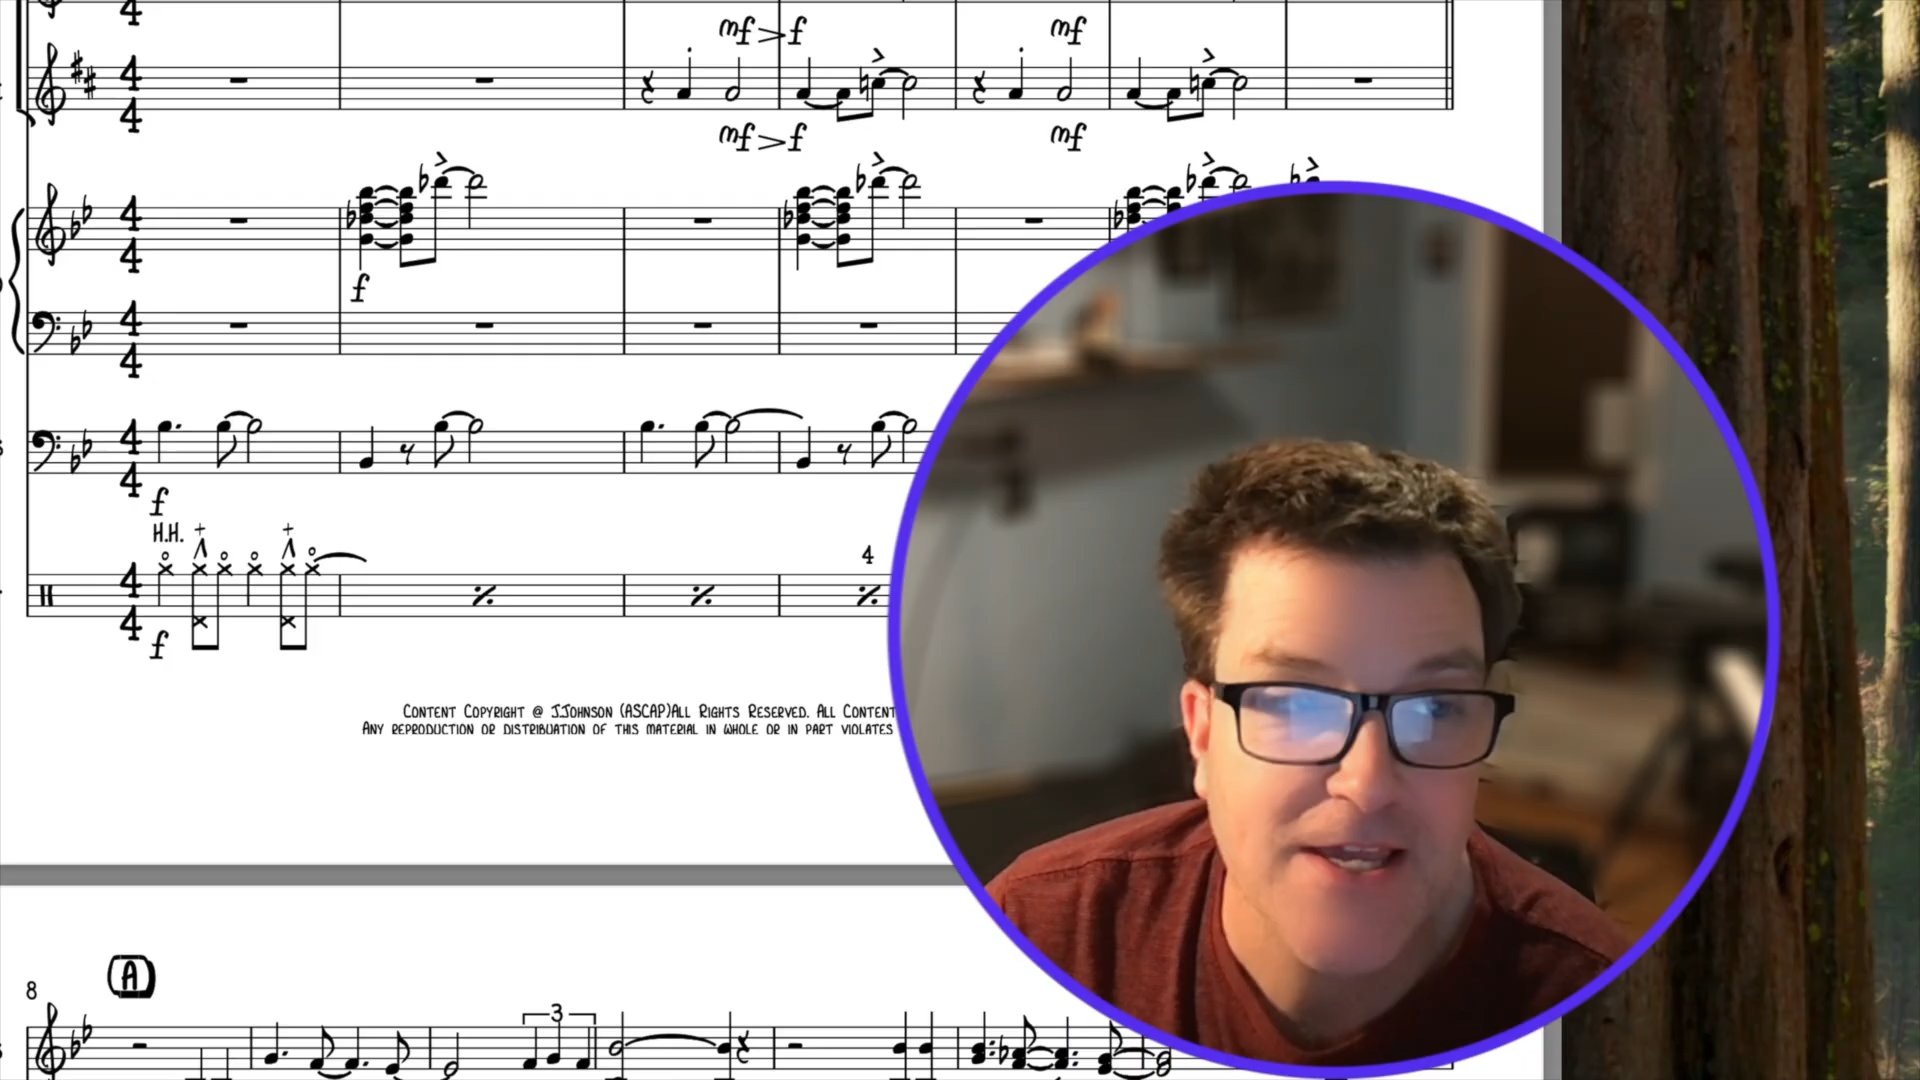 mf > f mf
mf > f mf
f
f
H.H. + +
4
f
CONTENT COPYRIGHT @ J.JOHNSON (ASCAP)ALL RIGHTS RESERVED. ALL CONTENT
ANY REPRODUCTION OR DISTRIBUATION OF THIS MATERIAL IN WHOLE OR IN PART VIOLATES
A
8
3